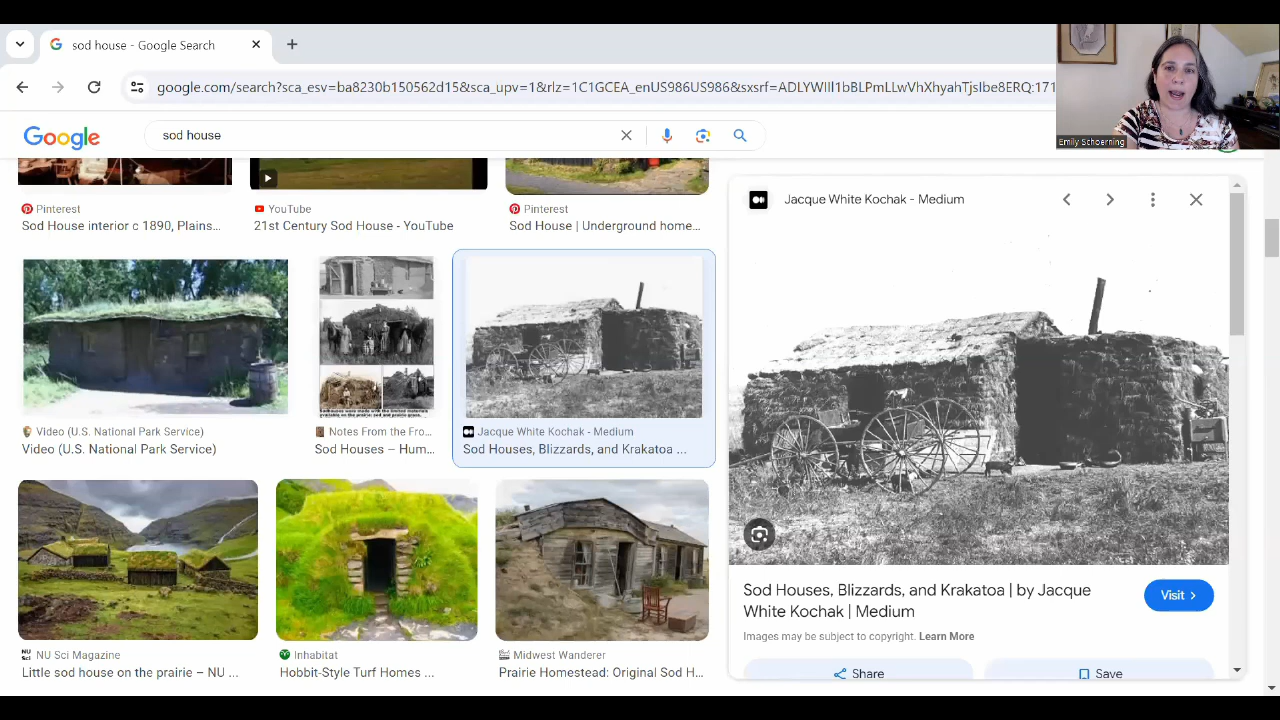 sod house - Google Search
google.com/search?sca_esv=ba8230b150562d15&sca_upv=1&rlz=1C1GCEA_enUS986US986&sxsrf=
Google
sod house
Emily Schoerning
Pinterest
Sod House interior c 1890, Plains...
YouTube
21st Century Sod House - YouTube
Pinterest
Sod House | Underground home...
Jacque White Kochak - Medium
Video (U.S. National Park Service)
Video (U.S. National Park Service)
Notes From the Fro...
Sod Houses – Hum...
Jacque White Kochak - Medium
Sod Houses, Blizzards, and Krakatoa ...
NU Sci Magazine
Little sod house on the prairie – NU ...
Inhabitat
Hobbit-Style Turf Homes ...
Midwest Wanderer
Prairie Homestead: Original Sod H...
Sod Houses, Blizzards, and Krakatoa | by Jacque
White Kochak | Medium
Visit
Images may be subject to copyright. Learn More
Share
Save